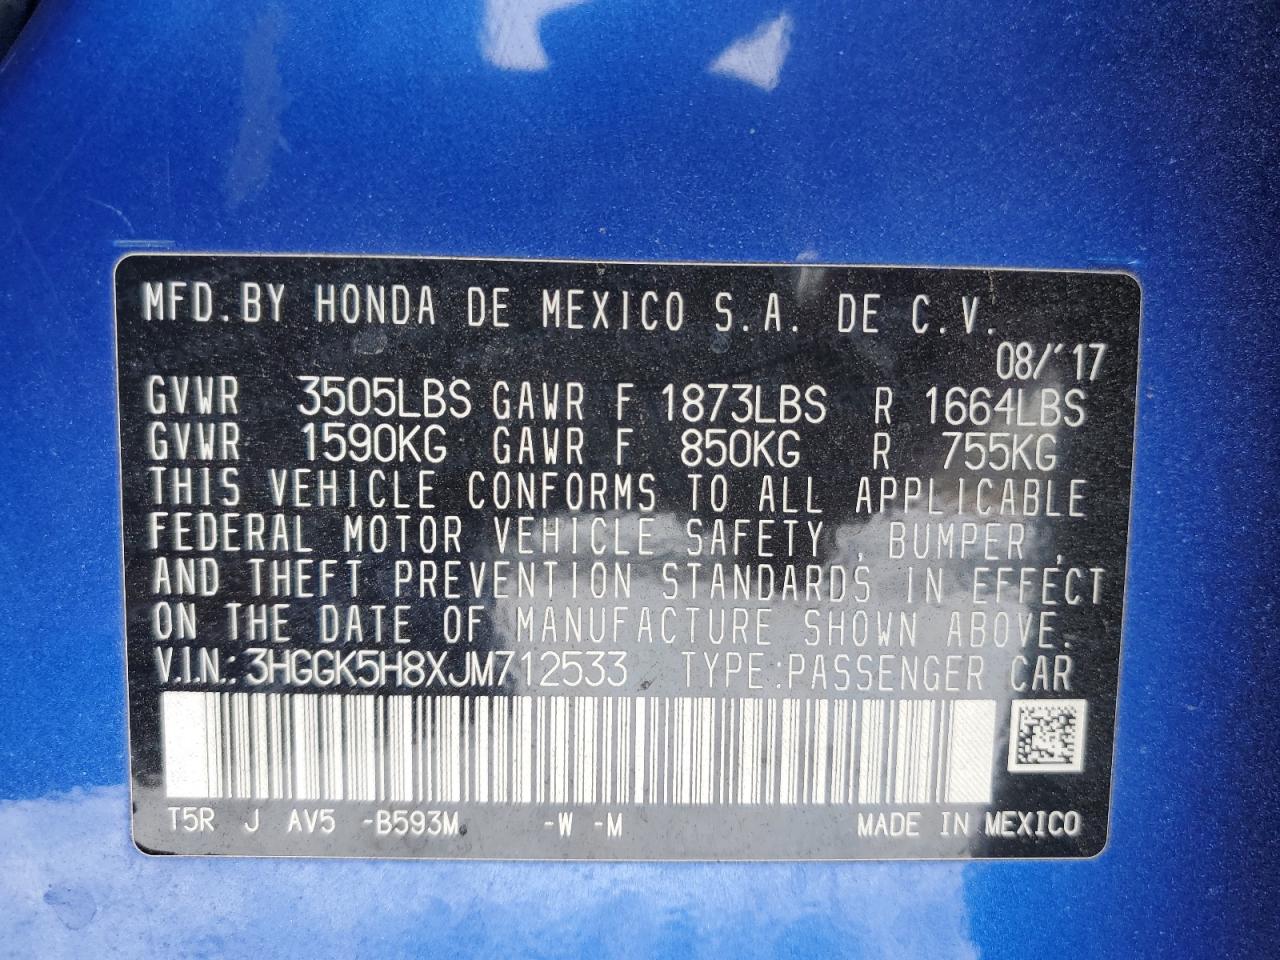 MFD. BY HONDA DE MEXICO S.A. DE C.V.
08/'17
GVWR 3505LBS GAWR F 1873LBS R 1664LBS
GVWR 1590KG GAWR F 850KG R 755KG
THIS VEHICLE CONFORMS TO ALL APPLICABLE
FEDERAL MOTOR VEHICLE SAFETY , BUMPER ,
AND THEFT PREVENTION STANDARDS IN EFFECT
ON THE DATE OF MANUFACTURE SHOWN ABOVE.
V.I.N.: 3HGGK5H8XJM712533 TYPE:PASSENGER CAR
T5R J AV5 -B593M -W -M MADE IN MEXICO